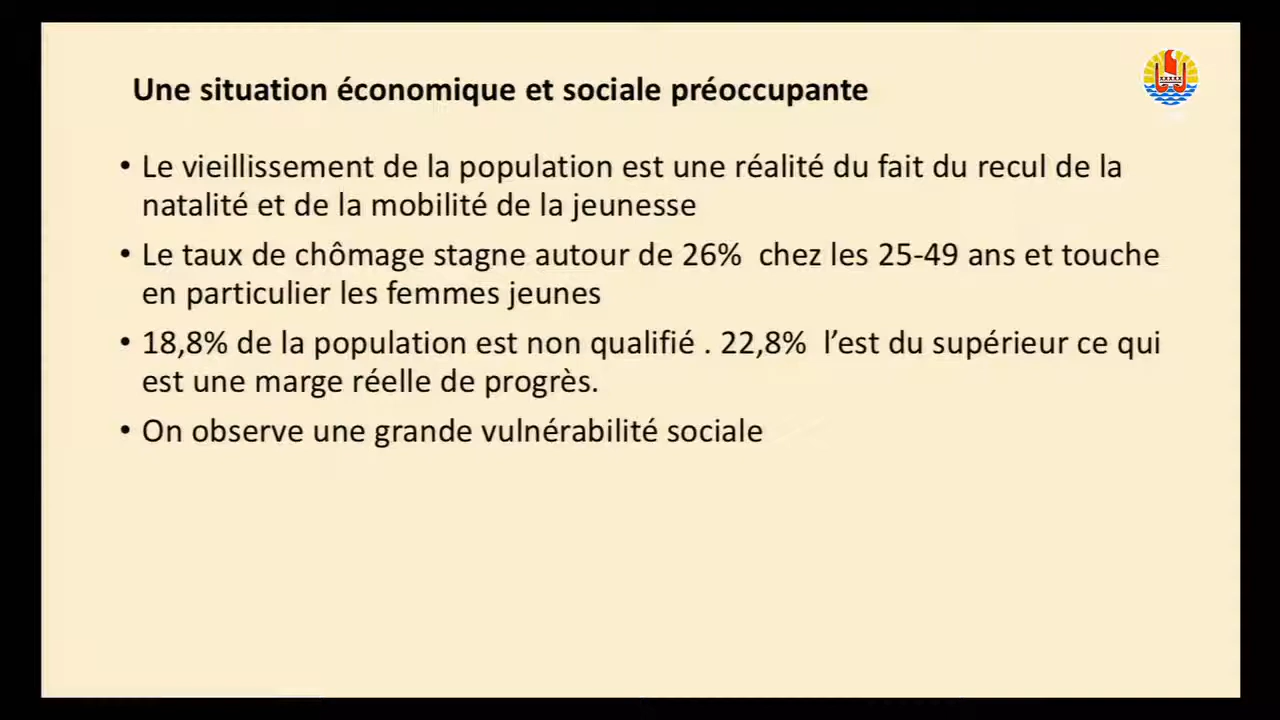 Une situation économique et sociale préoccupante
• Le vieillissement de la population est une réalité du fait du recul de la
natalité et de la mobilité de la jeunesse
• Le taux de chômage stagne autour de 26%  chez les 25-49 ans et touche
en particulier les femmes jeunes
• 18,8% de la population est non qualifié . 22,8%  l’est du supérieur ce qui
est une marge réelle de progrès.
• On observe une grande vulnérabilité sociale